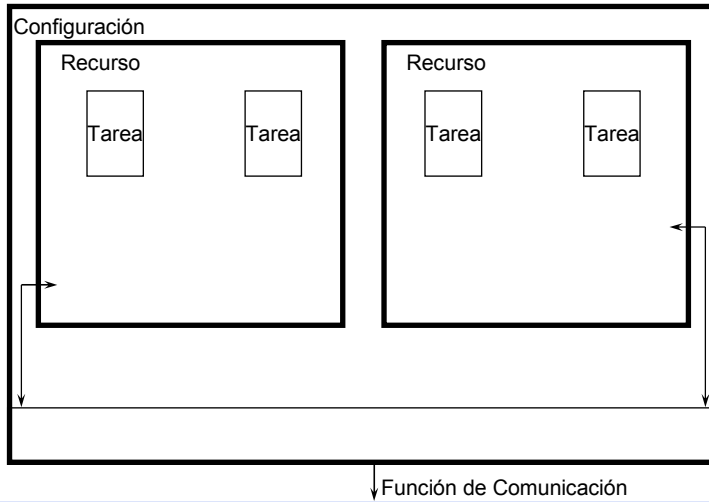 Configuración
Recurso
Recurso
Tarea
Tarea
Tarea
Tarea
Función de Comunicación